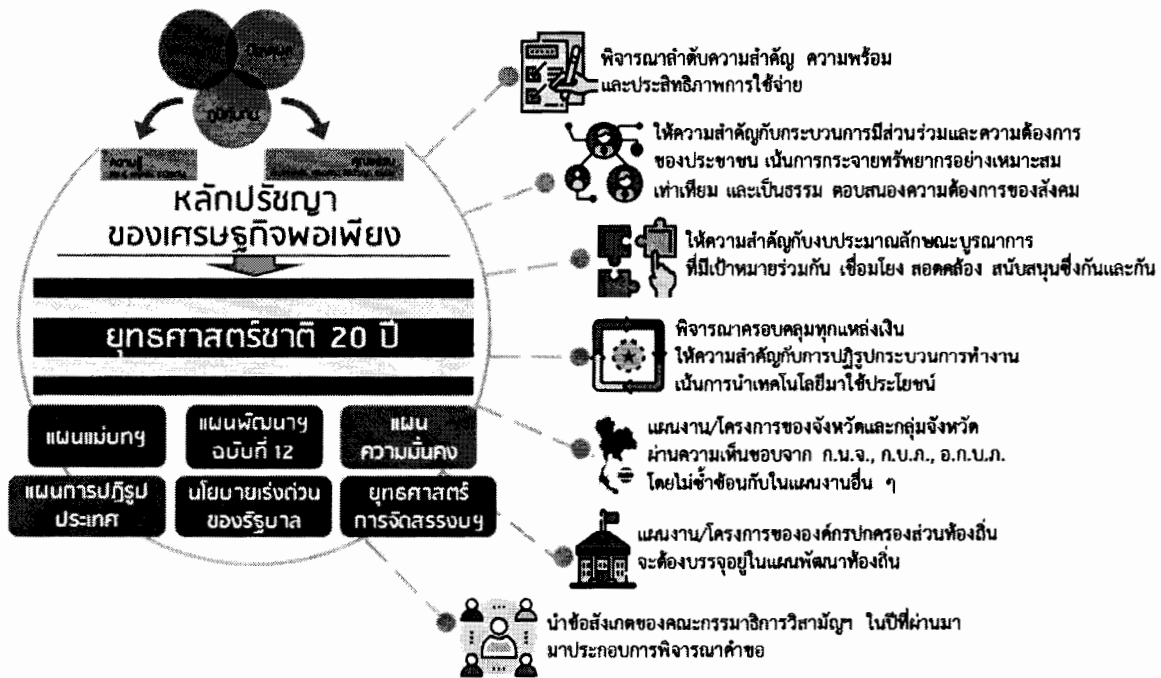 ภูมิคุ้มกัน
ความรู้
คุณธรรม
หลักปรัชญา
ของเศรษฐกิจพอเพียง
ยุทธศาสตร์ชาติ 20 ปี
แผนแม่บทฯ
แผนพัฒนาฯ
ฉบับที่ 12
แผน
ความมั่นคง
แผนการปฏิรูป
ประเทศ
นโยบายเร่งด่วน
ของรัฐบาล
ยุทธศาสตร์
การจัดสรรงบฯ
พิจารณาลำดับความสำคัญ ความพร้อม
และประสิทธิภาพการใช้จ่าย
ให้ความสำคัญกับกระบวนการมีส่วนร่วมและความต้องการ
ของประชาชน เน้นการกระจายทรัพยากรอย่างเหมาะสม
เท่าเทียม และเป็นธรรม ตอบสนองความต้องการของสังคม
ให้ความสำคัญกับงบประมาณลักษณะบูรณาการ
ที่มีเป้าหมายร่วมกัน เชื่อมโยง สอดคล้อง สนับสนุนซึ่งกันและกัน
พิจารณาครอบคลุมทุกแหล่งเงิน
ให้ความสำคัญกับการปฏิรูปกระบวนการทำงาน
เน้นการนำเทคโนโลยีมาใช้ประโยชน์
แผนงาน/โครงการของจังหวัดและกลุ่มจังหวัด
ผ่านความเห็นชอบจาก ก.น.จ., ก.บ.ภ., อ.ก.บ.ภ.
โดยไม่ซ้ำซ้อนกับในแผนงานอื่น ๆ
แผนงาน/โครงการขององค์กรปกครองส่วนท้องถิ่น
จะต้องบรรจุอยู่ในแผนพัฒนาท้องถิ่น
นำข้อสังเกตของคณะกรรมาธิการวิสามัญฯ ในปีที่ผ่านมา
มาประกอบการพิจารณาคำขอ